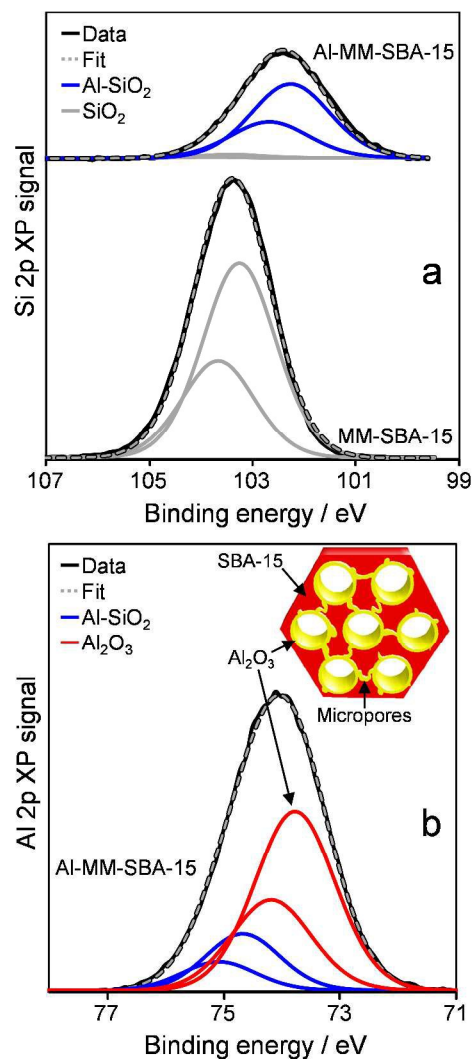 Data
Fit
Al-SiO₂
SiO₂
Al-MM-SBA-15
Si 2p XP signal
a
MM-SBA-15
107 105 103 101 99
Binding energy / eV
Data
Fit
Al-SiO₂
Al₂O₃
SBA-15
Al₂O₃
Micropores
Al 2p XP signal
Al-MM-SBA-15
b
77 75 73 71
Binding energy / eV